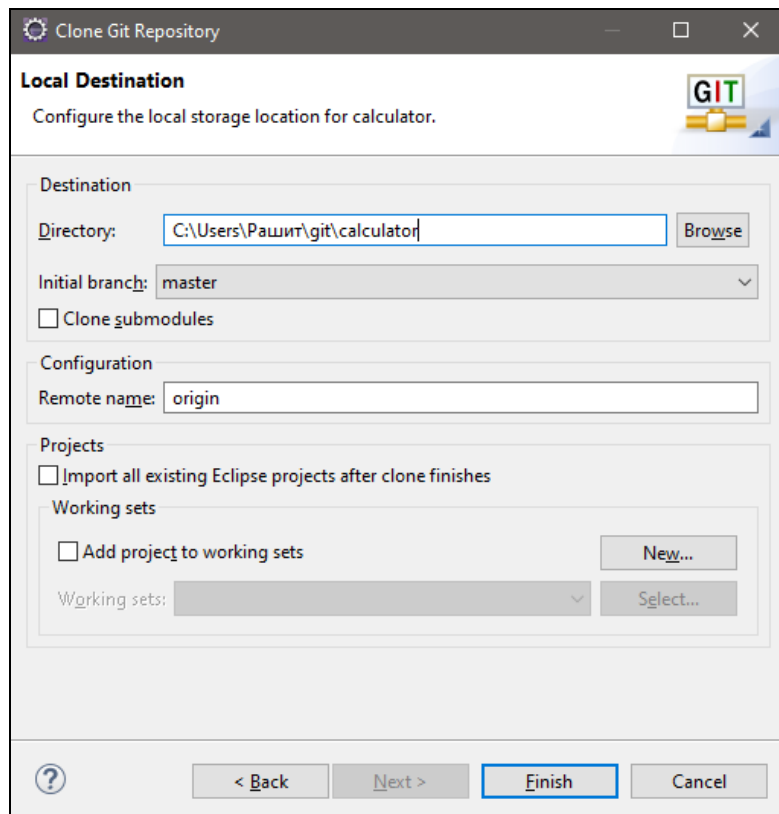 Clone Git Repository
Local Destination
Configure the local storage location for calculator.
GIT
Destination
Directory: C:\Users\Рашит\git\calculator Browse
Initial branch: master
Clone submodules
Configuration
Remote name: origin
Projects
Import all existing Eclipse projects after clone finishes
Working sets
Add project to working sets New...
Working sets: Select...
? < Back Next > Finish Cancel